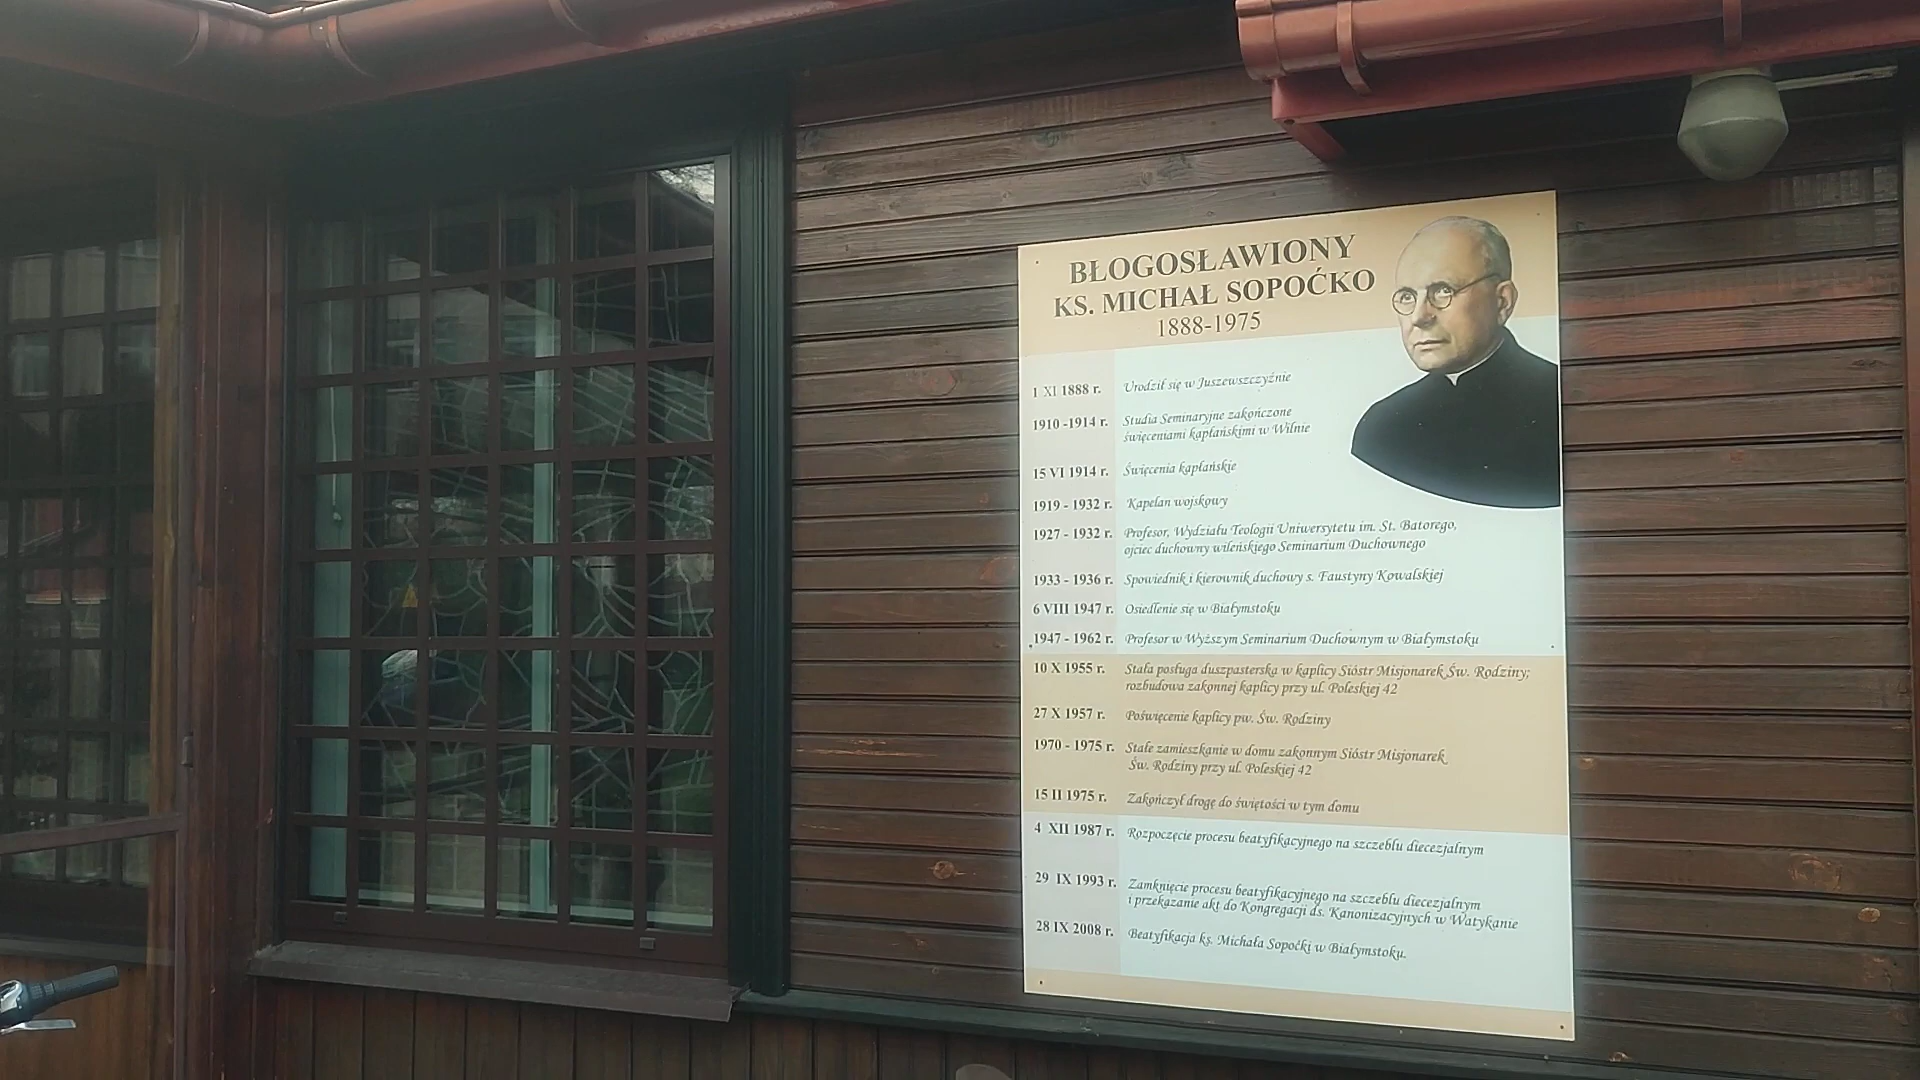 BŁOGOSŁAWIONY
KS. MICHAŁ SOPOĆKO
1888-1975
1 XI 1888 r. Urodził się w Juszewszczyźnie
1910 -1914 r. Studia Seminaryjne zakończone
święceniami kapłańskimi w Wilnie
15 VI 1914 r. Święcenia kapłańskie
1919 - 1932 r. Kapelan wojskowy
1927 - 1932 r. Profesor, Wydziału Teologii Uniwersytetu im. St. Batorego,
ojciec duchowny wileńskiego Seminarium Duchownego
1933 - 1936 r. Spowiednik i kierownik duchowy s. Faustyny Kowalskiej
6 VIII 1947 r. Osiedlenie się w Białymstoku
1947 - 1962 r. Profesor w Wyższym Seminarium Duchownym w Białymstoku
10 X 1955 r. Stała posługa duszpasterska w kaplicy Sióstr Misjonarek Św. Rodziny;
rozbudowa zakonnej kaplicy przy ul. Poleskiej 42
27 X 1957 r. Poświęcenie kaplicy pw. Św. Rodziny
1970 - 1975 r. Stałe zamieszkanie w domu zakonnym Sióstr Misjonarek
Św. Rodziny przy ul. Poleskiej 42
15 II 1975 r. Zakończył drogę do świętości w tym domu
4 XII 1987 r. Rozpoczęcie procesu beatyfikacyjnego na szczeblu diecezjalnym
29 IX 1993 r. Zamknięcie procesu beatyfikacyjnego na szczeblu diecezjalnym
i przekazanie akt do Kongregacji ds. Kanonizacyjnych w Watykanie
28 IX 2008 r. Beatyfikacja ks. Michała Sopoćki w Białymstoku.